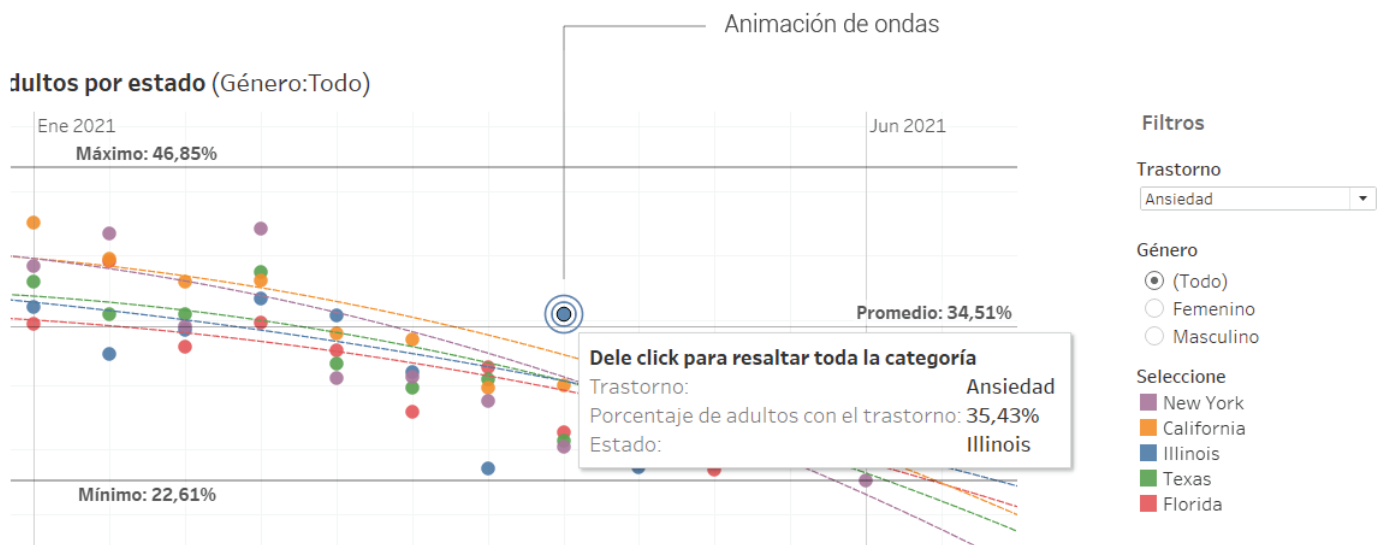 Animación de ondas
dultos por estado (Género:Todo)
Ene 2021
Jun 2021
Máximo: 46,85%
Promedio: 34,51%
Dele click para resaltar toda la categoría
Trastorno: Ansiedad
Porcentaje de adultos con el trastorno: 35,43%
Estado: Illinois
Mínimo: 22,61%
Filtros
Trastorno
Ansiedad
Género
(Todo)
Femenino
Masculino
Seleccione
New York
California
Illinois
Texas
Florida